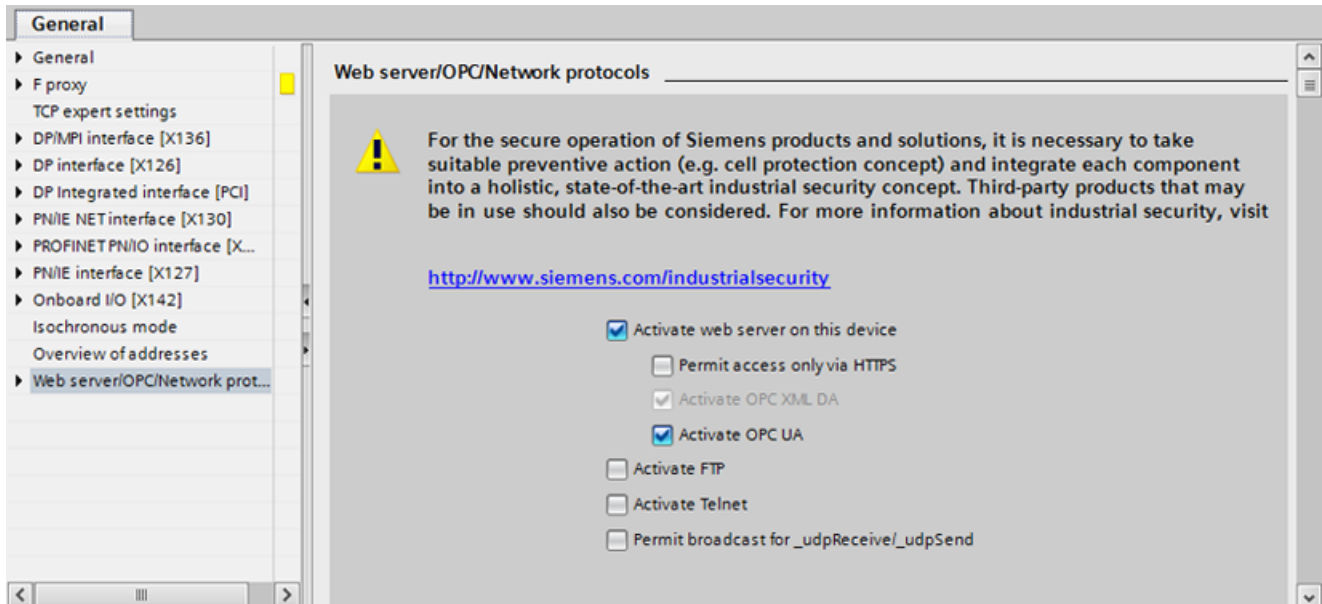 General
General
F proxy
TCP expert settings
DP/MPI interface [X136]
DP interface [X126]
DP Integrated interface [PCI]
PN/IE NET interface [X130]
PROFINET PN/IO interface [X...
PN/IE interface [X127]
Onboard I/O [X142]
Isochronous mode
Overview of addresses
Web server/OPC/Network prot...
Web server/OPC/Network protocols
For the secure operation of Siemens products and solutions, it is necessary to take
suitable preventive action (e.g. cell protection concept) and integrate each component
into a holistic, state-of-the-art industrial security concept. Third-party products that may
be in use should also be considered. For more information about industrial security, visit
http://www.siemens.com/industrialsecurity
Activate web server on this device
Permit access only via HTTPS
Activate OPC XML DA
Activate OPC UA
Activate FTP
Activate Telnet
Permit broadcast for _udpReceive/_udpSend